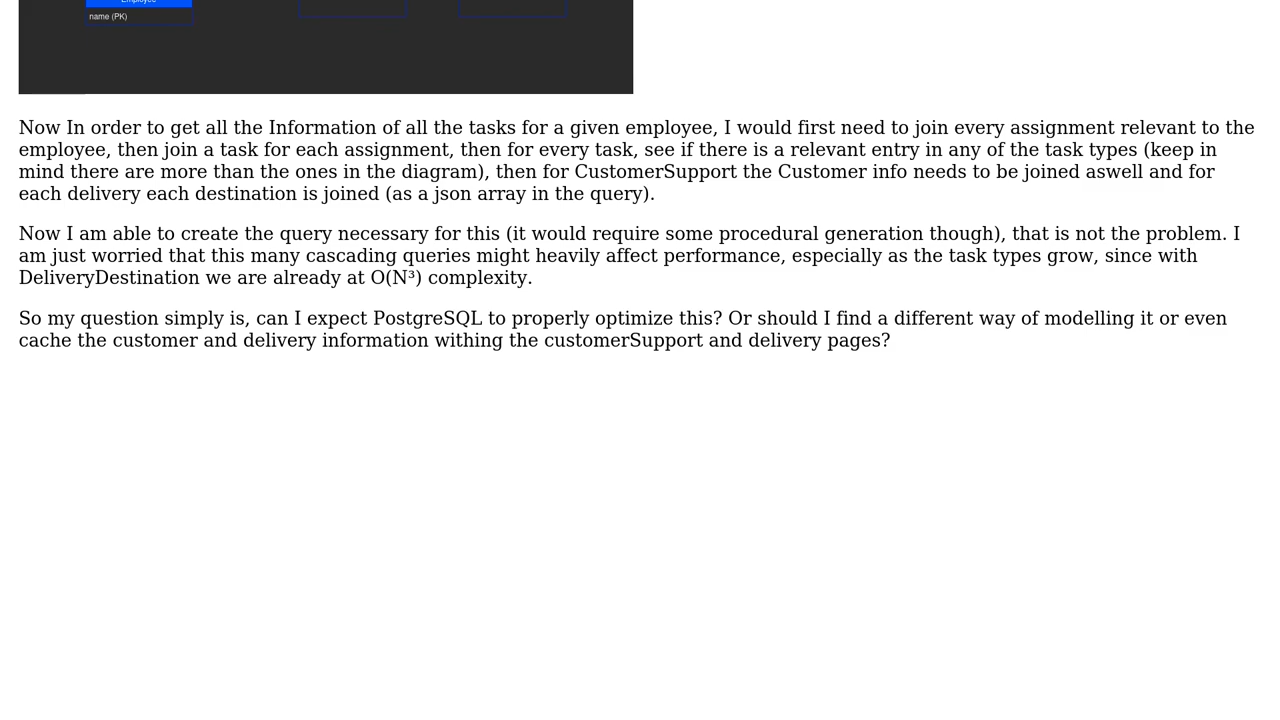 Employee
name (PK)
Now In order to get all the Information of all the tasks for a given employee, I would first need to join every assignment relevant to the
employee, then join a task for each assignment, then for every task, see if there is a relevant entry in any of the task types (keep in
mind there are more than the ones in the diagram), then for CustomerSupport the Customer info needs to be joined aswell and for
each delivery each destination is joined (as a json array in the query).
Now I am able to create the query necessary for this (it would require some procedural generation though), that is not the problem. I
am just worried that this many cascading queries might heavily affect performance, especially as the task types grow, since with
DeliveryDestination we are already at O(N³) complexity.
So my question simply is, can I expect PostgreSQL to properly optimize this? Or should I find a different way of modelling it or even
cache the customer and delivery information withing the customerSupport and delivery pages?